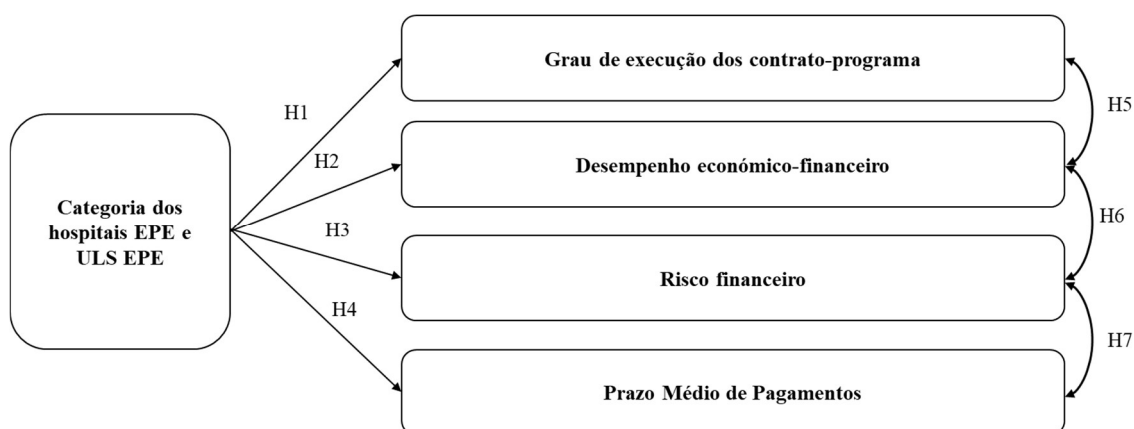 Grau de execução dos contrato-programa
H1
H5
H2
Desempenho económico-financeiro
Categoria dos
hospitais EPE e
ULS EPE
H6
H3
Risco financeiro
H4
H7
Prazo Médio de Pagamentos